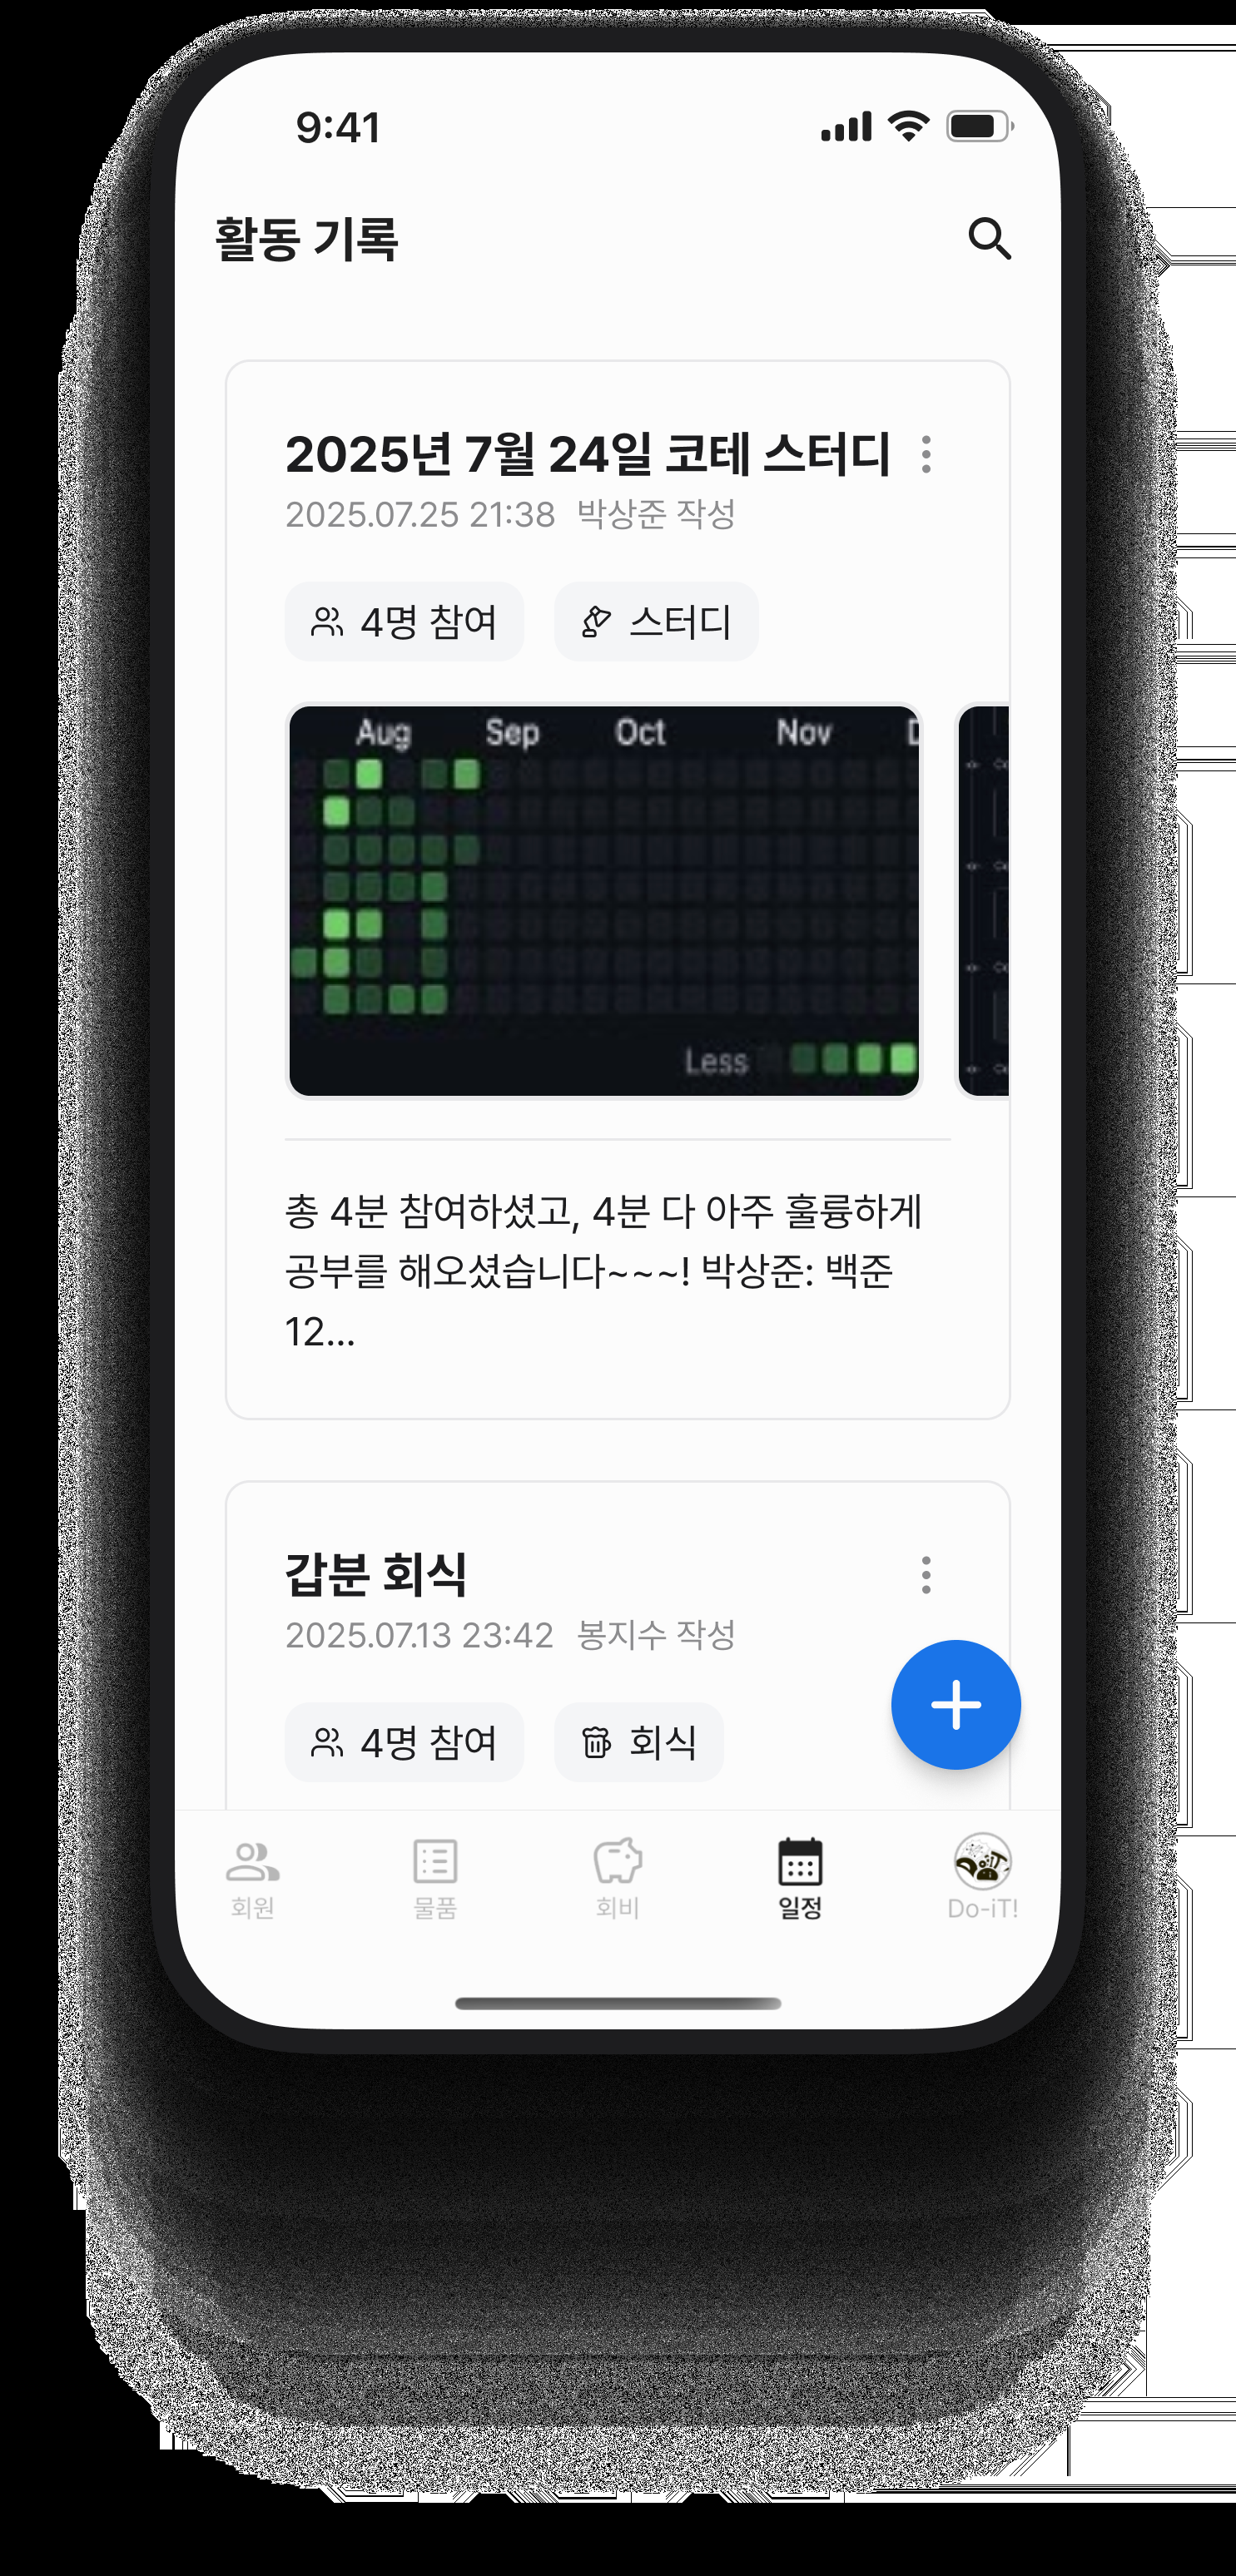 9:41
활동 기록
2025년 7월 24일 코테 스터디
2025.07.25 21:38 박상준 작성
4명 참여 스터디
Aug Sep Oct Nov
Less
총 4분 참여하셨고, 4분 다 아주 훌륭하게
공부를 해오셨습니다~~~! 박상준: 백준
12...
갑분 회식
2025.07.13 23:42 봉지수 작성
4명 참여 회식
회원 물품 회비 일정 Do-iT!